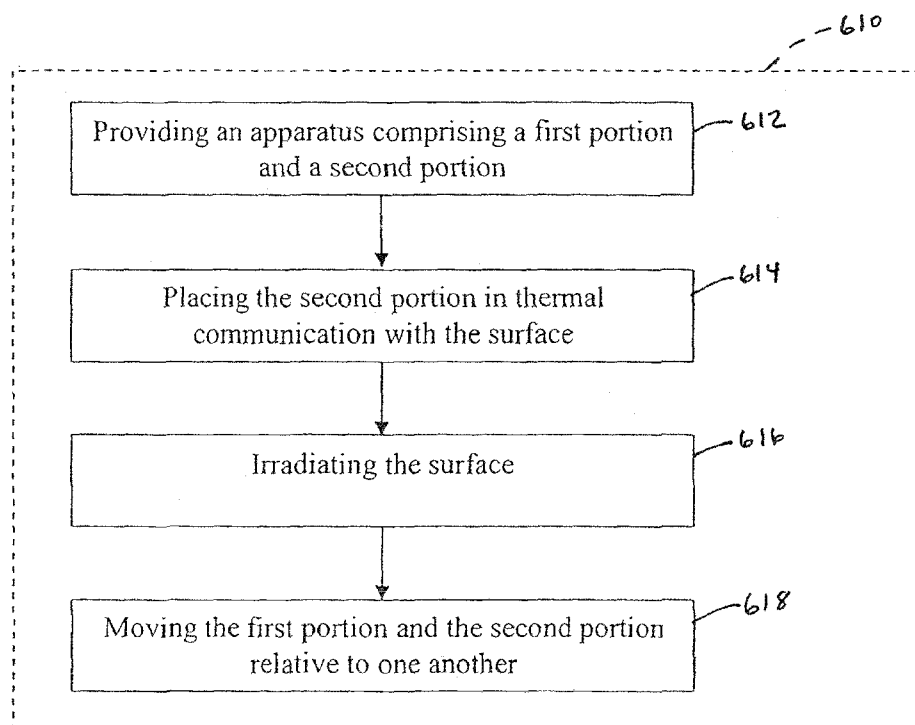 610
Providing an apparatus comprising a first portion
and a second portion
612
Placing the second portion in thermal
communication with the surface
614
Irradiating the surface
616
Moving the first portion and the second portion
relative to one another
618